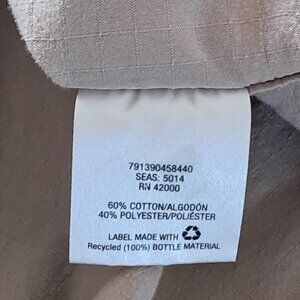 791390458440
SEAS: 5014
RN 42000
60% COTTON/ALGODÓN
40% POLYESTER/POLIÉSTER
LABEL MADE WITH
Recycled (100%) BOTTLE MATERIAL